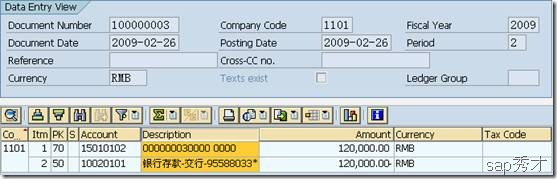 Data Entry View
Document Number 100000003 Company Code 1101 Fiscal Year 2009
Document Date 2009-02-26 Posting Date 2009-02-26 Period 2
Reference Cross-CC no.
Currency RMB Texts exist Ledger Group
Co... Itm PK S Account Description Amount Currency Tax Code
1101 1 70 15010102 000000030000 0000 120,000.00 RMB
2 50 10020101 银行存款-交行-95588033* 120,000.00- RMB
sap秀才